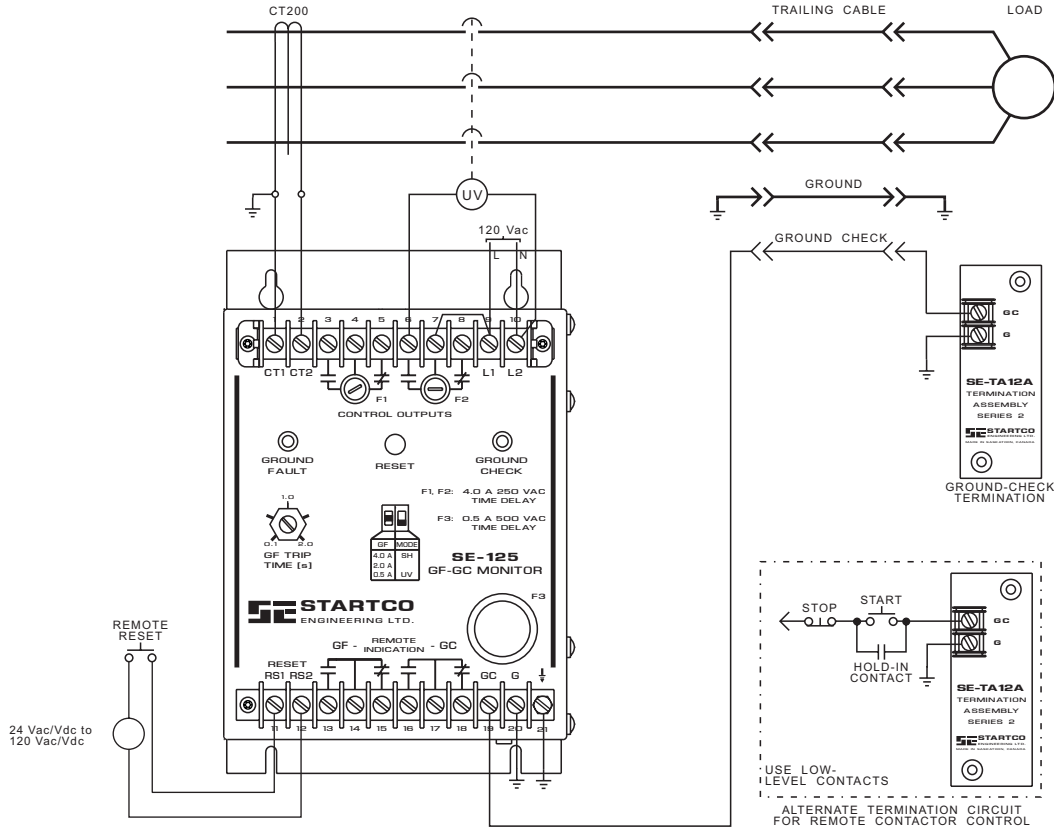 CT200
TRAILING CABLE
LOAD
UV
GROUND
120 Vac
L N
GROUND CHECK
1 2 3 4 5 6 7 8 9 10
CT1 CT2
L1 L2
F1
F2
CONTROL OUTPUTS
GROUND
FAULT
RESET
GROUND
CHECK
F1, F2: 4.0 A 250 VAC
TIME DELAY
F3: 0.5 A 500 VAC
TIME DELAY
1.0
0.1 2.0
GF TRIP
TIME [s]
GF MODE
4.0 A SH
2.0 A
0.5 A UV
SE-125
GF-GC MONITOR
SE STARTCO
ENGINEERING LTD.
F3
GF - REMOTE INDICATION - GC
RESET
RS1 RS2
GC G
11 12 13 14 15 16 17 18 19 20 21
REMOTE
RESET
24 Vac/Vdc to
120 Vac/Vdc
GC
G
SE-TA12A
TERMINATION
ASSEMBLY
SERIES 2
SE STARTCO
ENGINEERING LTD.
MADE IN SASKATOON, CANADA
GROUND-CHECK
TERMINATION
STOP
START
HOLD-IN
CONTACT
GC
G
SE-TA12A
TERMINATION
ASSEMBLY
SERIES 2
SE STARTCO
ENGINEERING LTD.
MADE IN SASKATOON, CANADA
USE LOW-
LEVEL CONTACTS
ALTERNATE TERMINATION CIRCUIT
FOR REMOTE CONTACTOR CONTROL